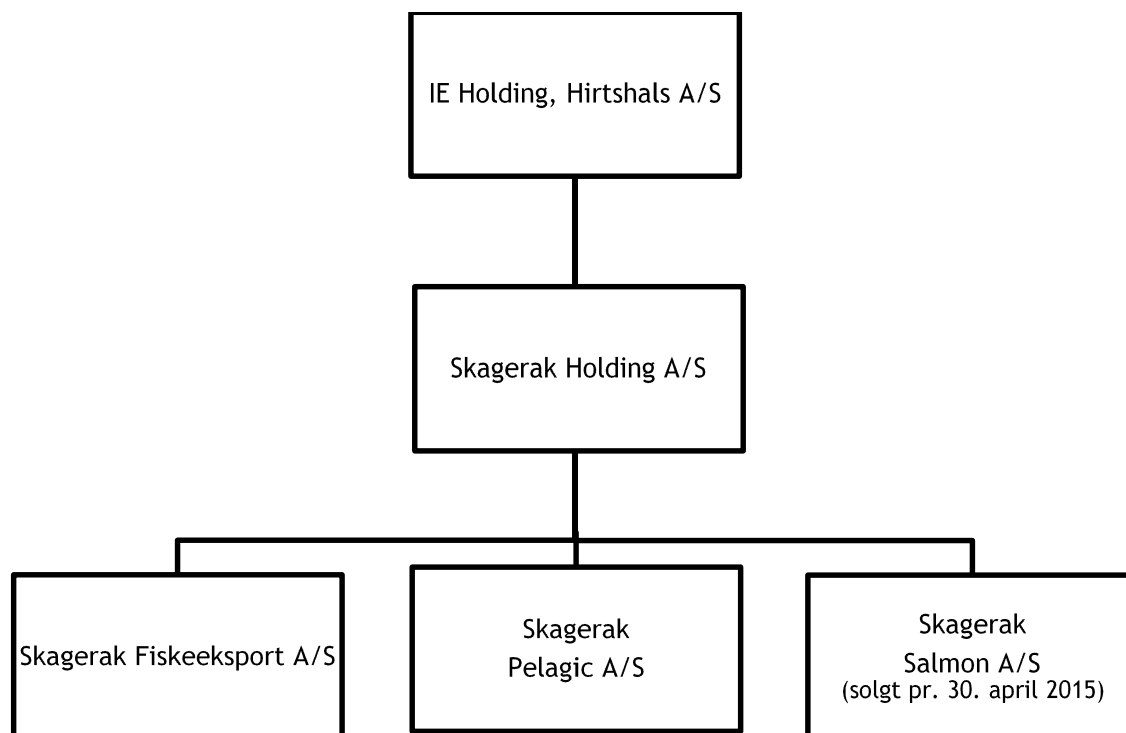 IE Holding, Hirtshals A/S
Skagerak Holding A/S
Skagerak Fiskeeksport A/S
Skagerak
Pelagic A/S
Skagerak
Salmon A/S
(solgt pr. 30. april 2015)